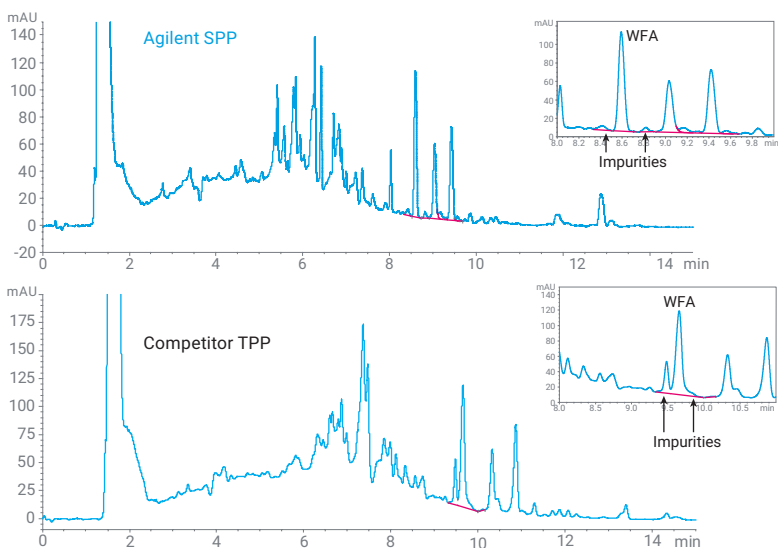 mAU
Agilent SPP
140
120
100
80
60
40
20
0
-20
0 2 4 6 8 10 12 14 min
mAU
WFA
100
80
60
40
20
0
8.0 8.2 8.4 8.6 8.8 9.0 9.2 9.4 9.6 9.8 min
Impurities
mAU
Competitor TPP
175
150
125
100
75
50
25
0
0 2 4 6 8 10 12 14 min
mAU
WFA
140
120
100
80
60
40
20
0
8.0 8.5 9.0 9.5 10.0 10.5 min
Impurities